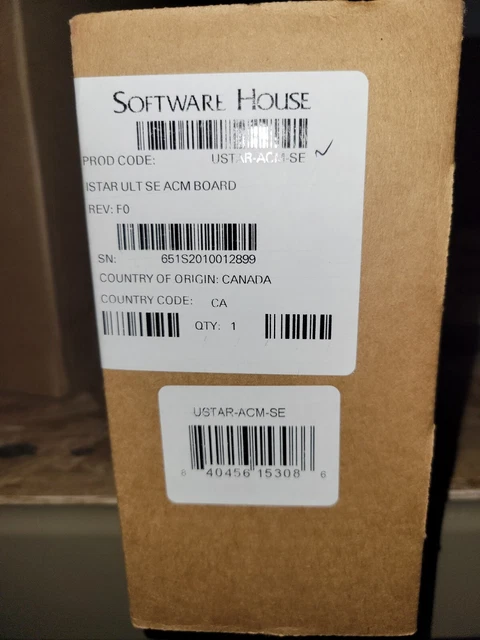 SOFTWARE HOUSE
PROD CODE: USTAR-ACM-SE
ISTAR ULT SE ACM BOARD
REV: F0
SN: 651S2010012899
COUNTRY OF ORIGIN: CANADA
COUNTRY CODE: CA
QTY: 1
USTAR-ACM-SE
8 40456 15308 6